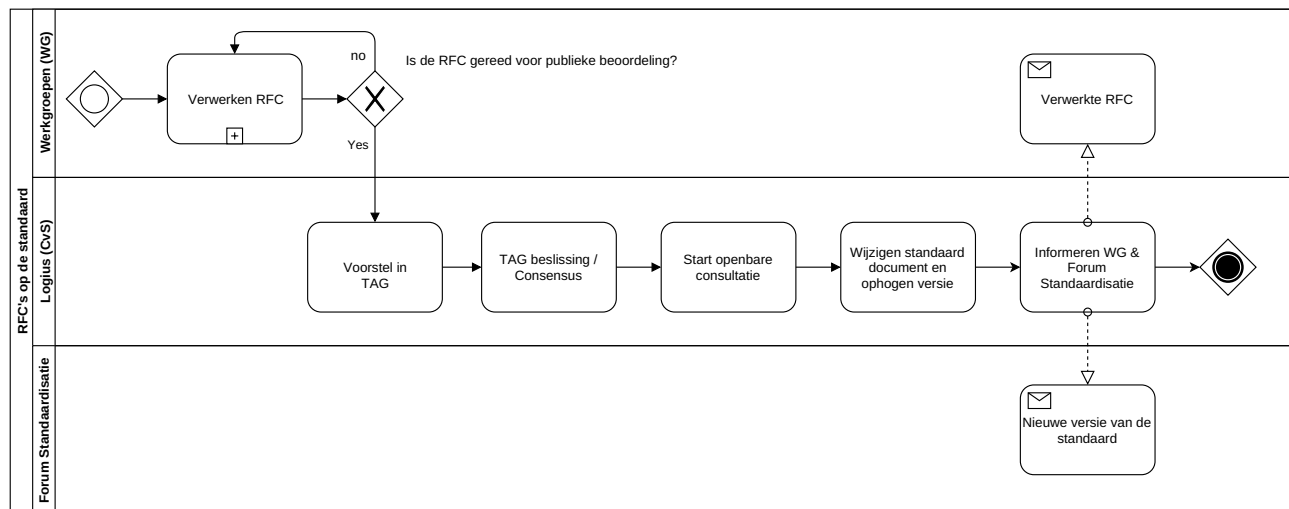 RFC's op de standaard
Werkgroepen (WG)
Verwerken RFC
no
Is de RFC gereed voor publieke beoordeling?
Yes
Verwerkte RFC
Logius (CvS)
Voorstel in
TAG
TAG beslissing /
Consensus
Start openbare
consultatie
Wijzigen standaard
document en
ophogen versie
Informeren WG &
Forum
Standaardisatie
Forum Standaardisatie
Nieuwe versie van de
standaard